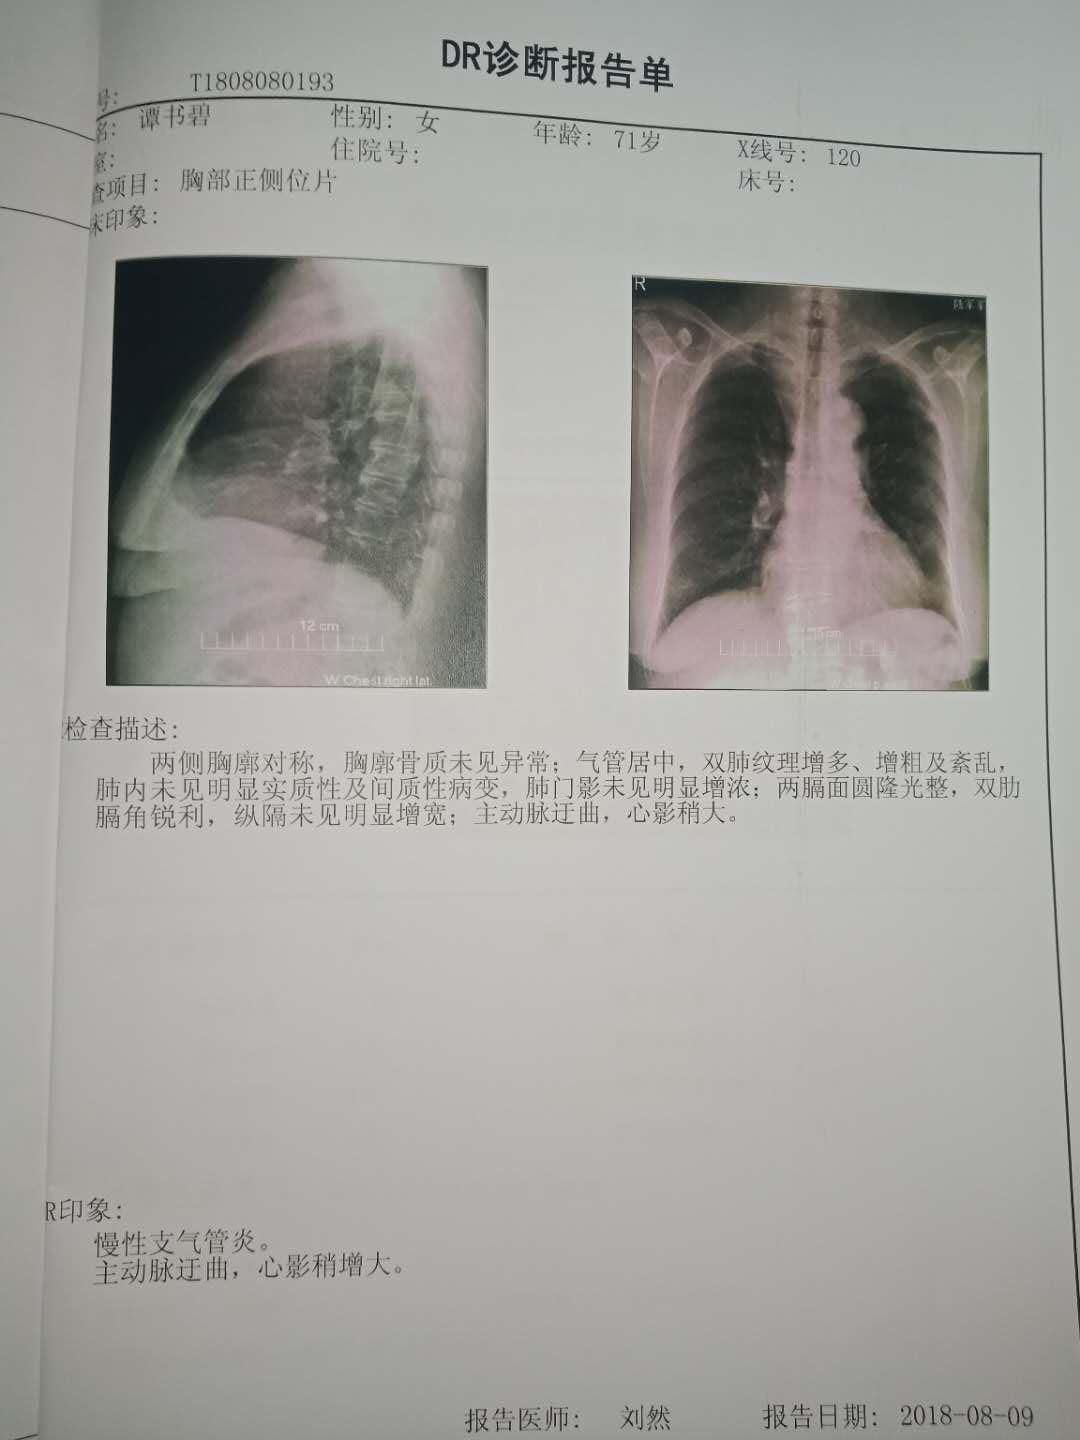 DR诊断报告单
号: T1808080193
名: 谭书碧 性别: 女 年龄: 71岁 X线号: 120
室: 住院号: 床号:
查项目: 胸部正侧位片
床印象:
R
12 cm
15 cm
W Chest right lat.
检查描述:
两侧胸廓对称，胸廓骨质未见异常；气管居中，双肺纹理增多、增粗及紊乱，
肺内未见明显实质性及间质性病变，肺门影未见明显增浓；两膈面圆隆光整，双肋
膈角锐利，纵隔未见明显增宽；主动脉迂曲，心影稍大。
R印象:
慢性支气管炎。
主动脉迂曲，心影稍增大。
报告医师: 刘然 报告日期: 2018-08-09